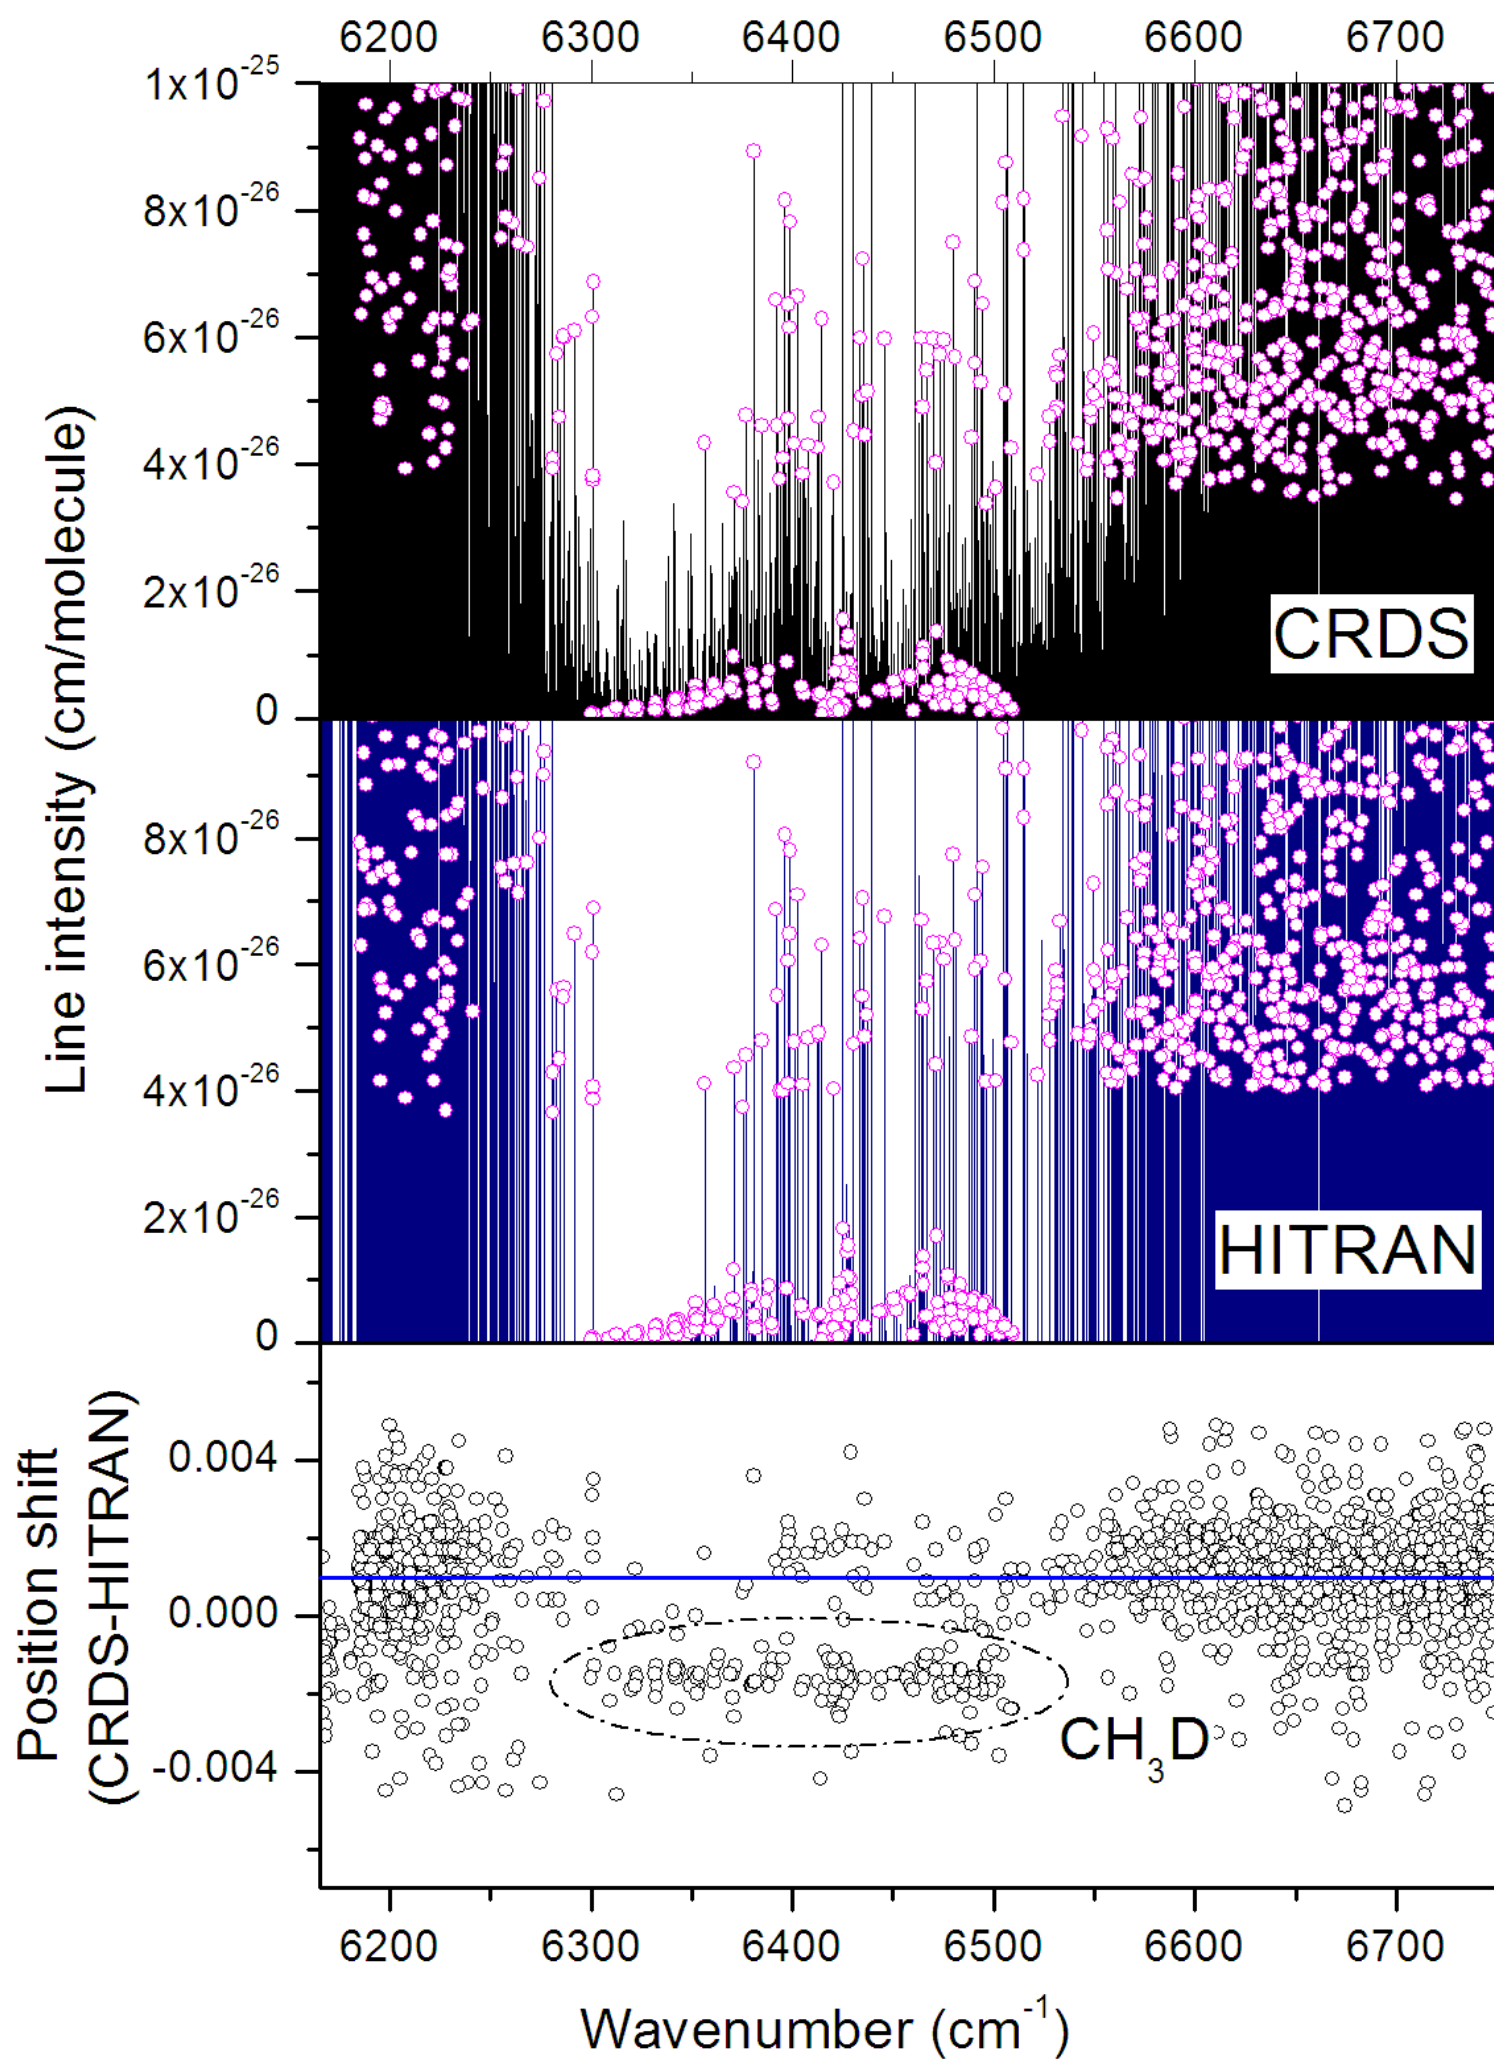 6200 6300 6400 6500 6600 6700
1x10⁻²⁵
8x10⁻²⁶
6x10⁻²⁶
4x10⁻²⁶
2x10⁻²⁶
0
CRDS
Line intensity (cm/molecule)
8x10⁻²⁶
6x10⁻²⁶
4x10⁻²⁶
2x10⁻²⁶
0
HITRAN
Position shift
(CRDS-HITRAN)
0.004
0.000
-0.004
CH₃D
6200 6300 6400 6500 6600 6700
Wavenumber (cm⁻¹)